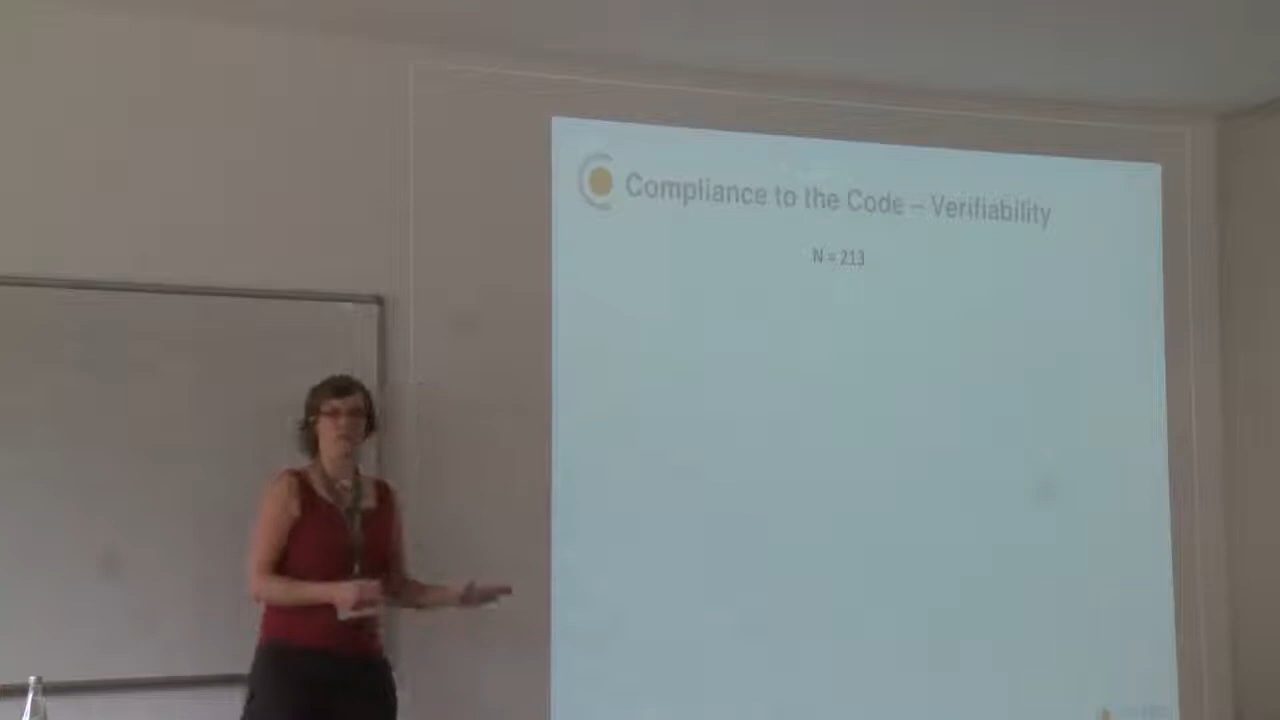 Compliance to the Code – Verifiability
N = 213